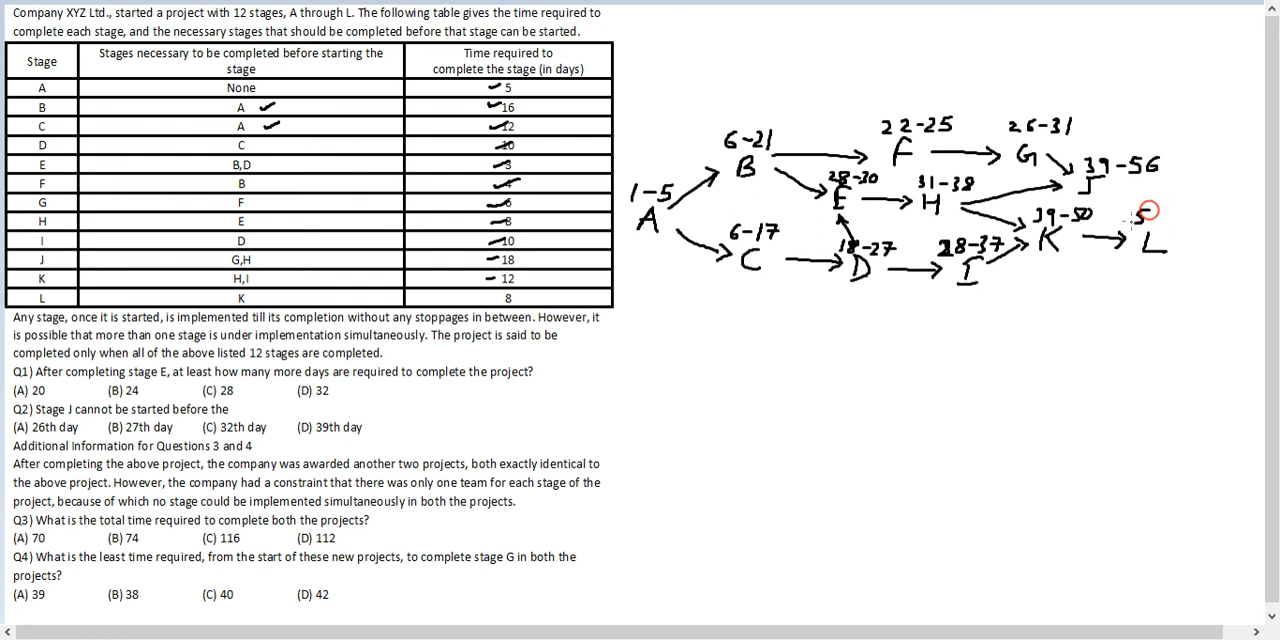 Company XYZ Ltd., started a project with 12 stages, A through L. The following table gives the time required to
complete each stage, and the necessary stages that should be completed before that stage can be started.
Stage Stages necessary to be completed before starting the stage Time required to complete the stage (in days)
A None 5
B A 16
C A 12
D C 10
E B,D 3
F B 4
G F 6
H E 8
I D 10
J G,H 18
K H,I 12
L K 8
Any stage, once it is started, is implemented till its completion without any stoppages in between. However, it
is possible that more than one stage is under implementation simultaneously. The project is said to be
completed only when all of the above listed 12 stages are completed.
Q1) After completing stage E, at least how many more days are required to complete the project?
(A) 20 (B) 24 (C) 28 (D) 32
Q2) Stage J cannot be started before the
(A) 26th day (B) 27th day (C) 32th day (D) 39th day
Additional Information for Questions 3 and 4
After completing the above project, the company was awarded another two projects, both exactly identical to
the above project. However, the company had a constraint that there was only one team for each stage of the
project, because of which no stage could be implemented simultaneously in both the projects.
Q3) What is the total time required to complete both the projects?
(A) 70 (B) 74 (C) 116 (D) 112
Q4) What is the least time required, from the start of these new projects, to complete stage G in both the
projects?
(A) 39 (B) 38 (C) 40 (D) 42
22-25 26-31
6-21 F G 39-56
B 28-30 31-38 J
1-5 E H 39-50 5
A 6-17 18-27 28-37 K L
C D I